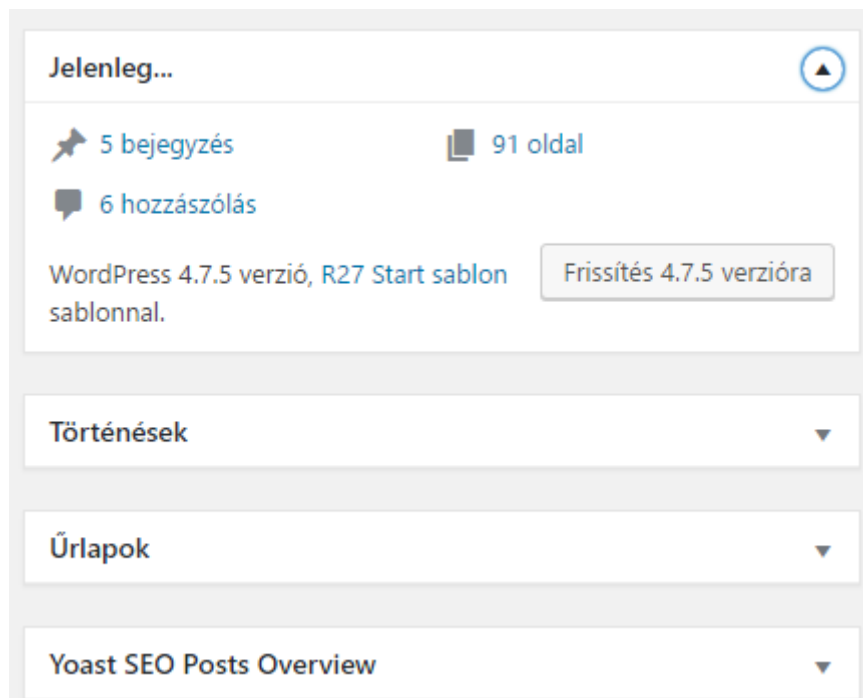 Jelenleg...
5 bejegyzés
91 oldal
6 hozzászólás
WordPress 4.7.5 verzió, R27 Start sablon
sablonnal.
Frissítés 4.7.5 verzióra
Történések
Űrlapok
Yoast SEO Posts Overview